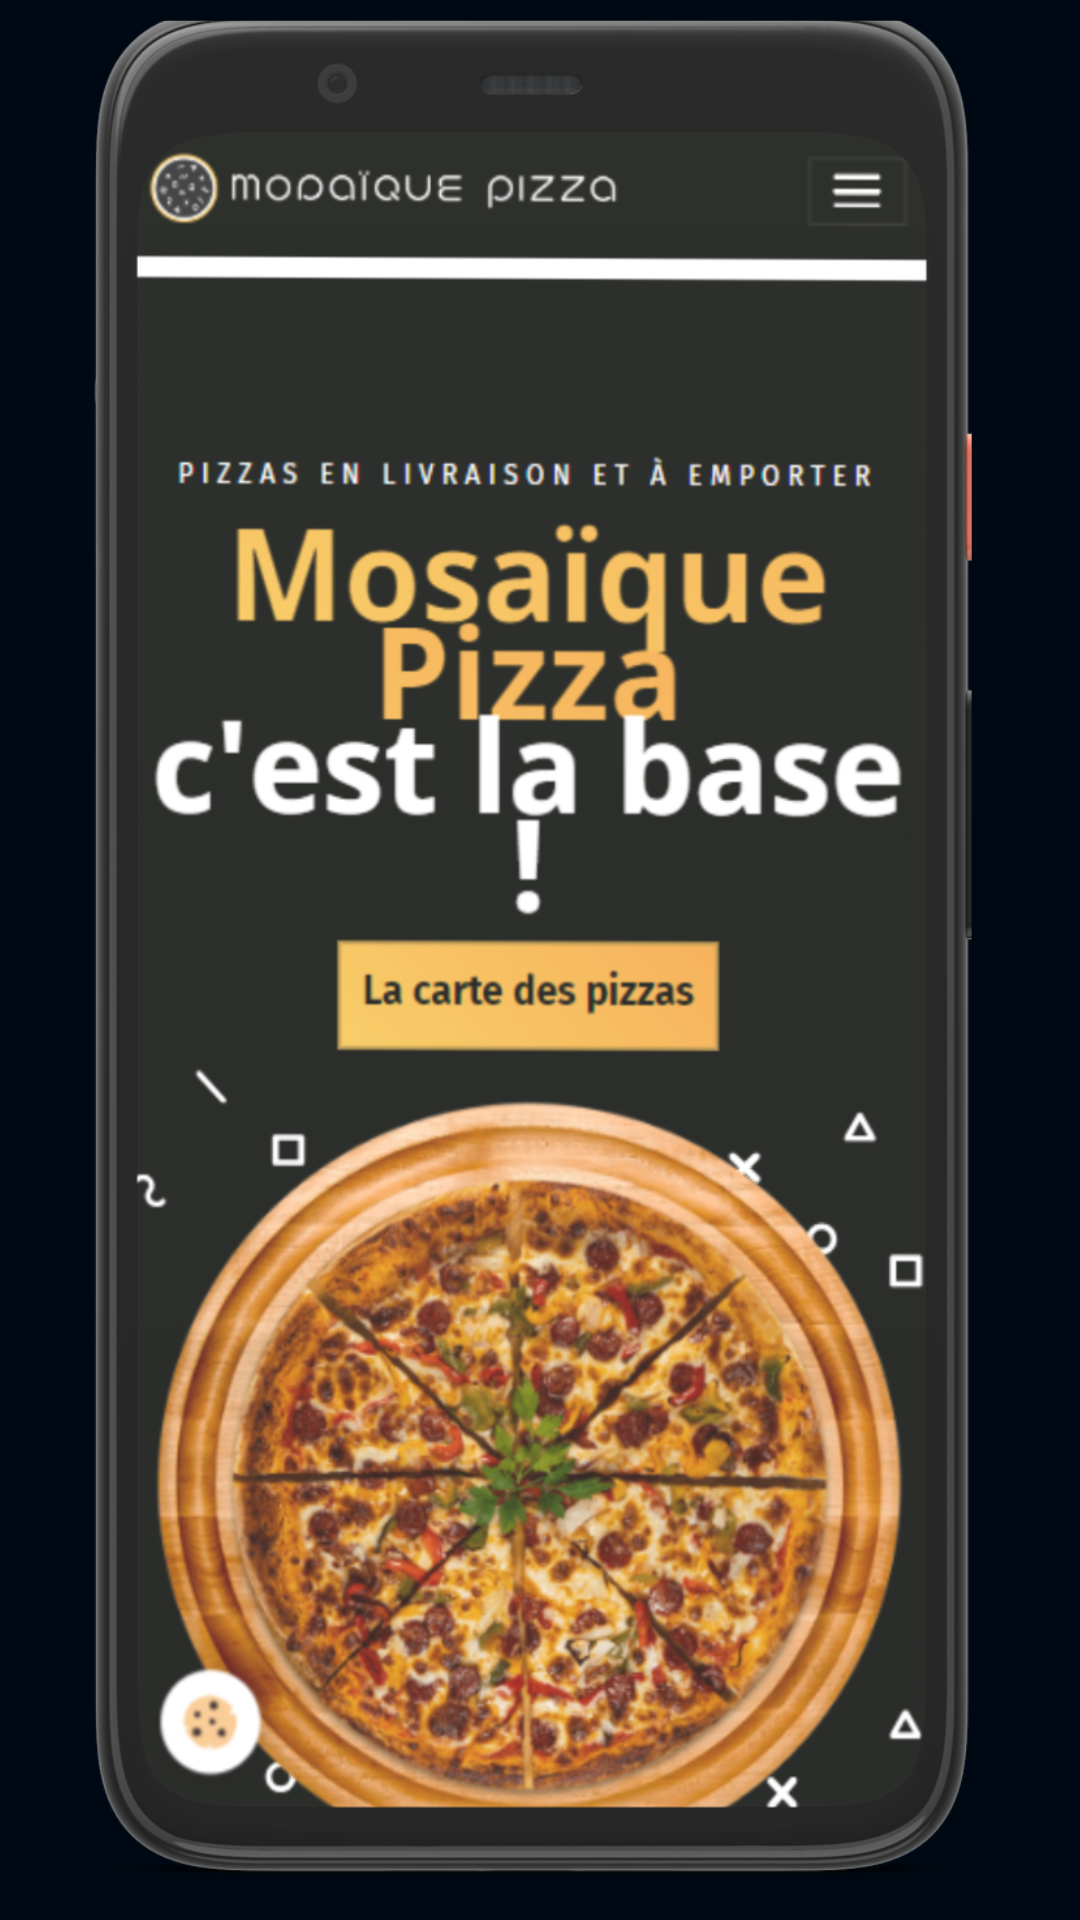 mosaïque pizza
PIZZAS EN LIVRAISON ET À EMPORTER
Mosaïque
Pizza
c'est la base
!
La carte des pizzas